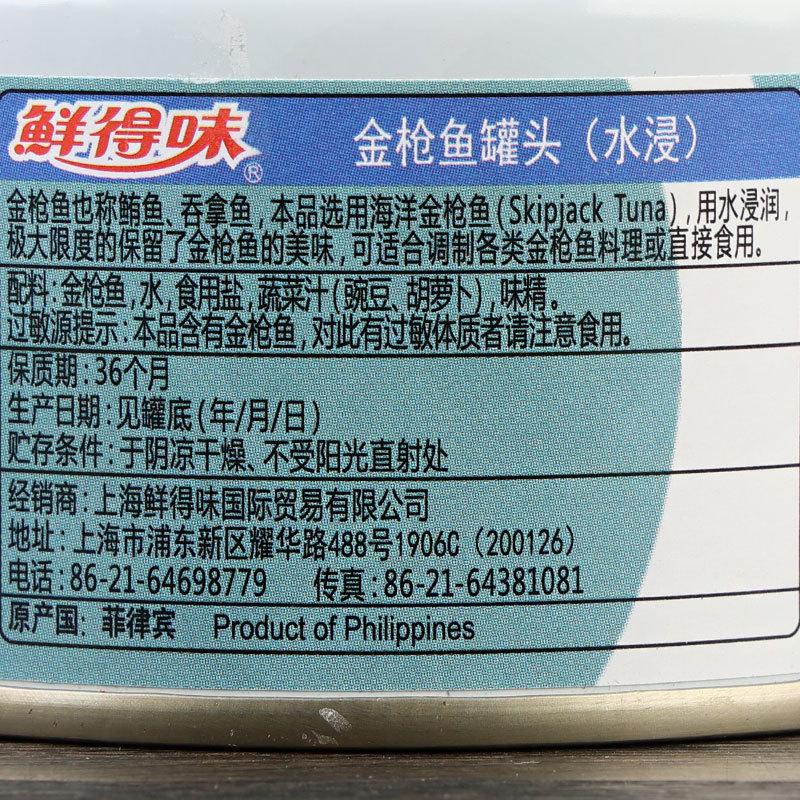 鲜得味® 金枪鱼罐头（水浸）
金枪鱼也称鲔鱼、吞拿鱼，本品选用海洋金枪鱼(Skipjack Tuna)，用水浸润，
极大限度的保留了金枪鱼的美味，可适合调制各类金枪鱼料理或直接食用。
配料：金枪鱼，水，食用盐，蔬菜汁(豌豆、胡萝卜)，味精。
过敏源提示：本品含有金枪鱼，对此有过敏体质者请注意食用。
保质期：36个月
生产日期：见罐底(年/月/日)
贮存条件：于阴凉干燥、不受阳光直射处
经销商：上海鲜得味国际贸易有限公司
地址：上海市浦东新区耀华路488号1906C（200126）
电话：86-21-64698779 传真：86-21-64381081
原产国：菲律宾 Product of Philippines